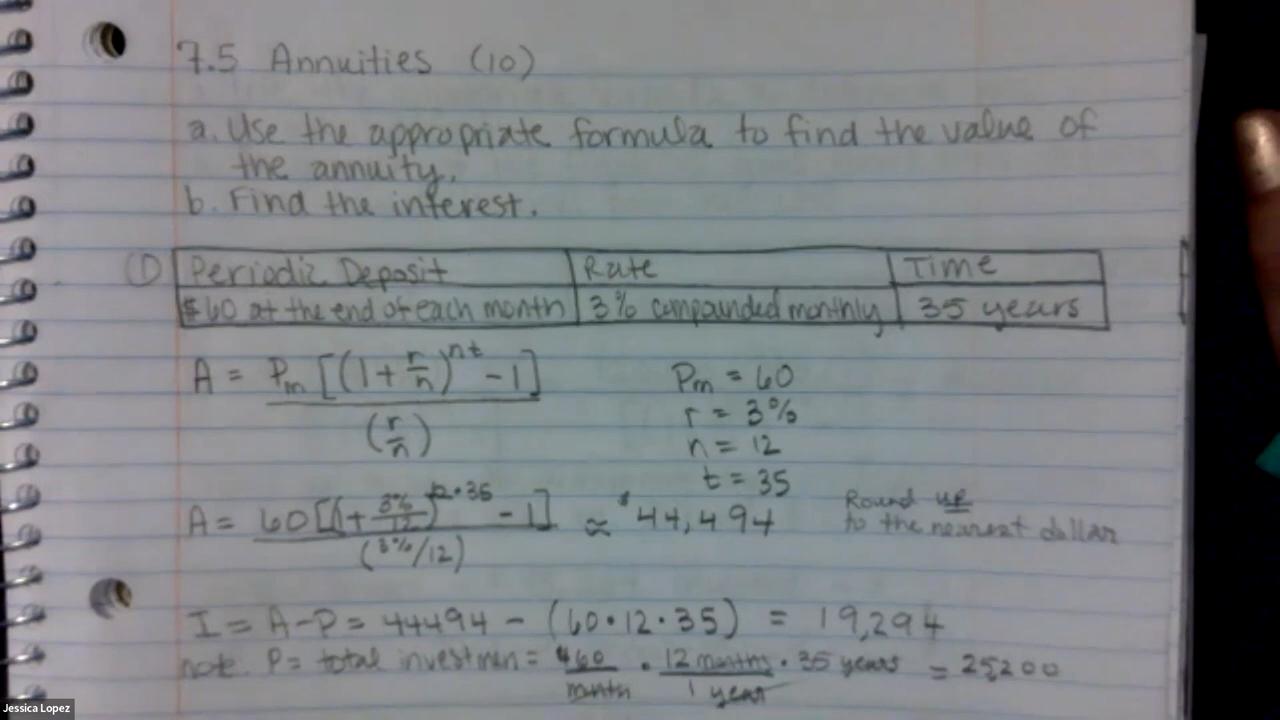 7.5 Annuities (10)
a. Use the appropriate formula to find the value of
the annuity.
b. Find the interest.
① Periodic Deposit Rate Time
$60 at the end of each month 3% compounded monthly 35 years
A = Pm [(1 + r/n)^nt - 1] / (r/n)
Pm = 60
r = 3%
n = 12
t = 35
A = 60[(1 + 3%/12)^12·35 - 1] / (3%/12) ≈ $44,494
Round up
to the nearest dollar
I = A-P = 44494 - (60·12·35) = 19,294
note. P = total investmen = $60/month · 12 months/1 year · 35 years = 25,200
Jessica Lopez